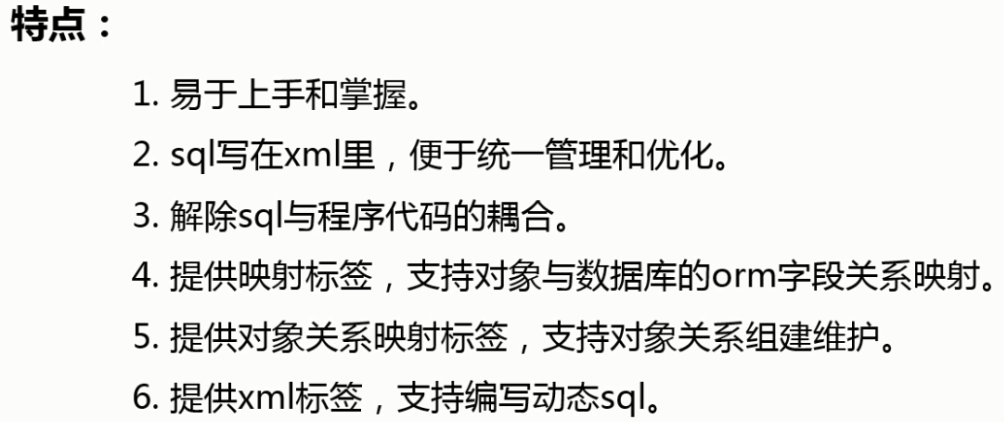 特点：
1. 易于上手和掌握。
2. sql写在xml里，便于统一管理和优化。
3. 解除sql与程序代码的耦合。
4. 提供映射标签，支持对象与数据库的orm字段关系映射。
5. 提供对象关系映射标签，支持对象关系组建维护。
6. 提供xml标签，支持编写动态sql。